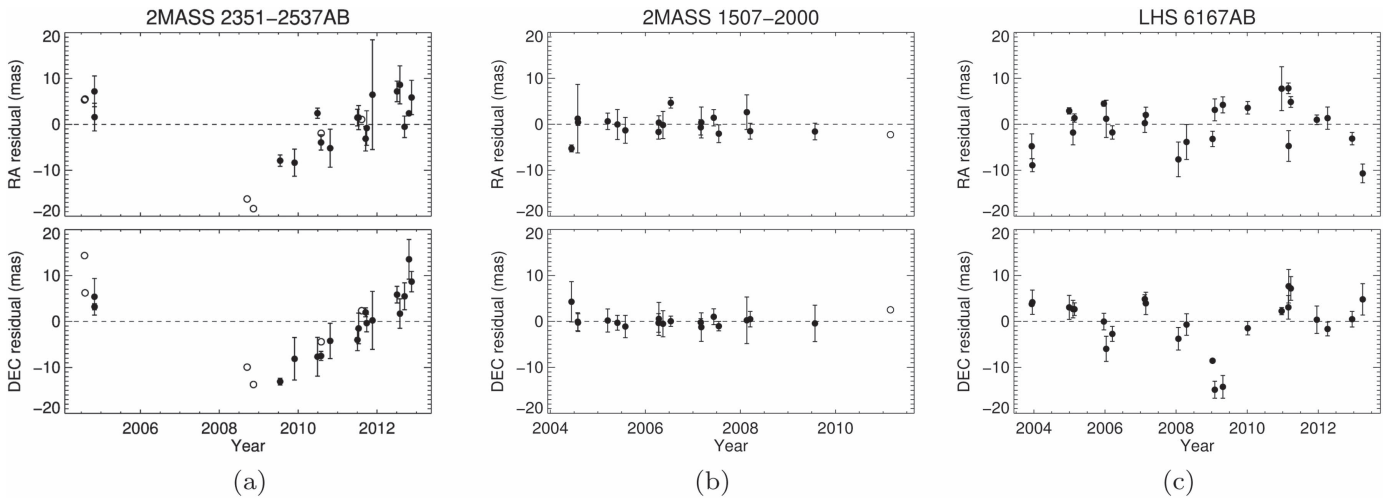 2MASS 2351−2537AB
2MASS 1507−2000
LHS 6167AB
RA residual (mas)
20
10
0
−10
−20
DEC residual (mas)
20
10
0
−10
−20
2006 2008 2010 2012
Year
RA residual (mas)
20
10
0
−10
−20
DEC residual (mas)
20
10
0
−10
−20
2004 2006 2008 2010
Year
RA residual (mas)
20
10
0
−10
−20
DEC residual (mas)
20
10
0
−10
−20
2004 2006 2008 2010 2012
Year
(a)
(b)
(c)